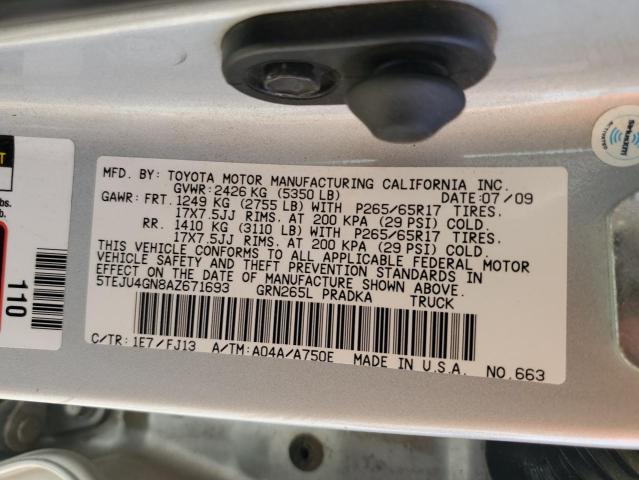 MFD. BY: TOYOTA MOTOR MANUFACTURING CALIFORNIA INC.
GVWR: 2426 KG (5350 LB) DATE: 07/09
GAWR: FRT. 1249 KG (2755 LB) WITH P265/65R17 TIRES.
17X7.5JJ RIMS. AT 200 KPA (29 PSI) COLD.
RR. 1410 KG (3110 LB) WITH P265/65R17 TIRES.
17X7.5JJ RIMS. AT 200 KPA (29 PSI) COLD.
THIS VEHICLE CONFORMS TO ALL APPLICABLE FEDERAL MOTOR
VEHICLE SAFETY AND THEFT PREVENTION STANDARDS IN
EFFECT ON THE DATE OF MANUFACTURE SHOWN ABOVE.
5TEJU4GN8AZ671693 GRN265L PRADKA TRUCK
C/TR: 1E7/FJ13 A/TM: A04A/A750E MADE IN U.S.A. NO.663
110
lbs.
SiriusXM